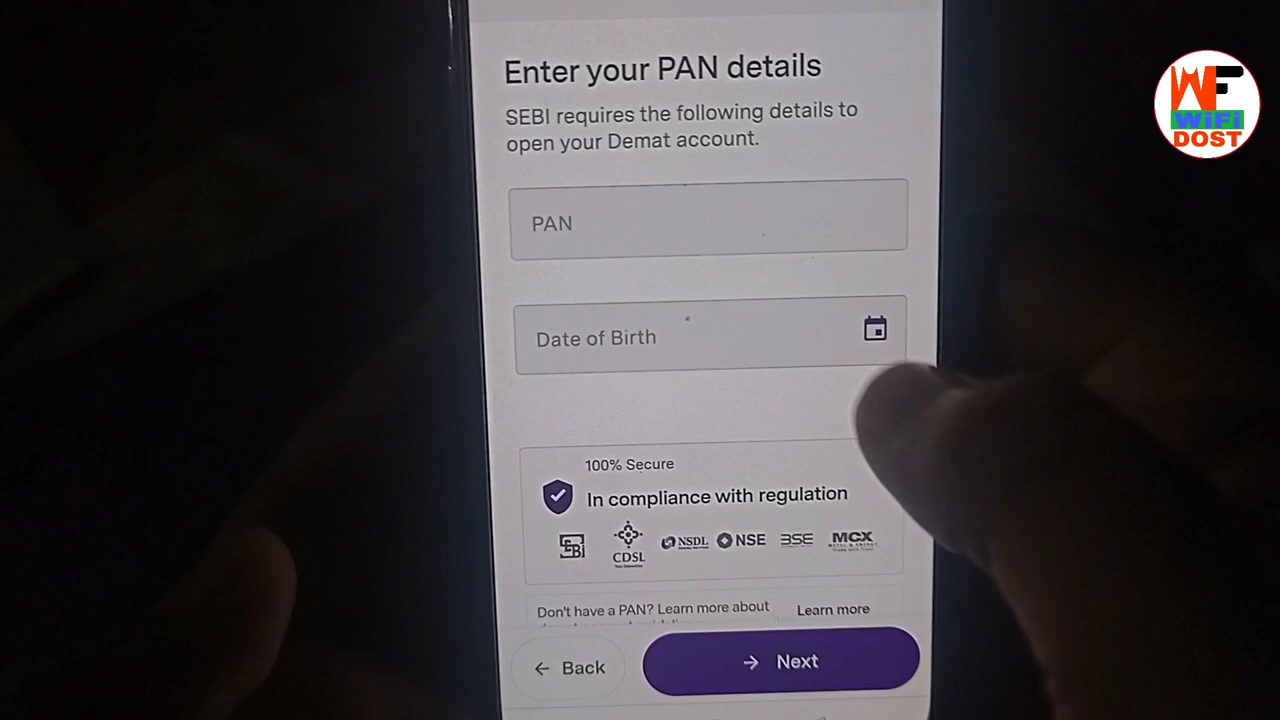 Enter your PAN details
SEBI requires the following details to
open your Demat account.
PAN
Date of Birth
100% Secure
In compliance with regulation
SEBI
CDSL
NSDL
NSE
BSE
MCX
Don't have a PAN? Learn more about
Learn more
Back
Next
WF
WiFi
DOST